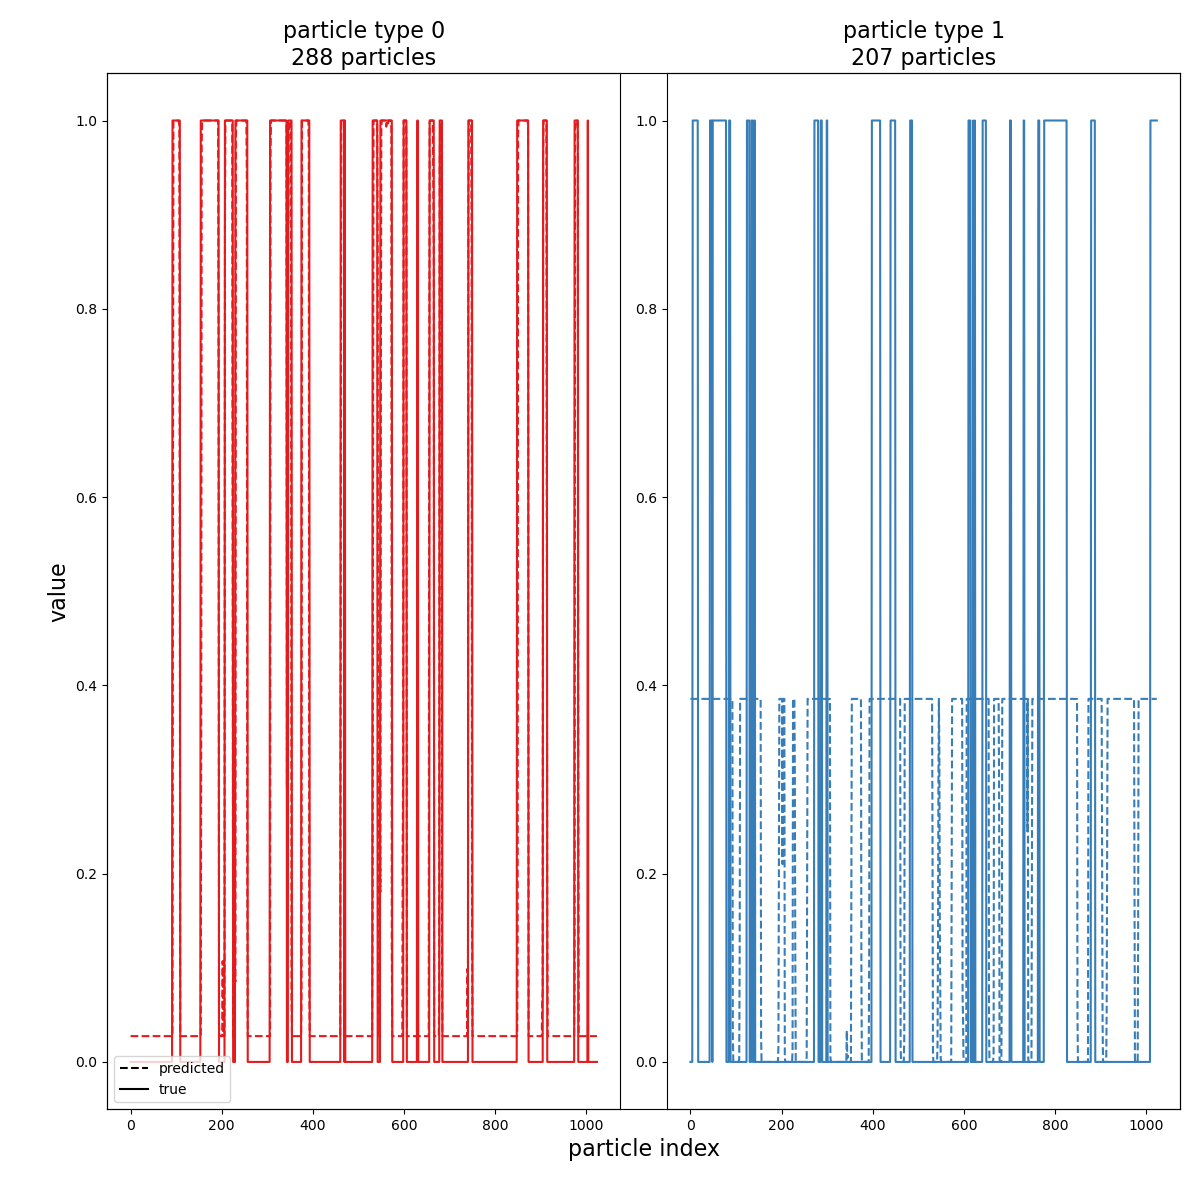 particle type 0
288 particles
particle type 1
207 particles
value
1.0
0.8
0.6
0.4
0.2
0.0
predicted
true
0 200 400 600 800 1000
1.0
0.8
0.6
0.4
0.2
0.0
0 200 400 600 800 1000
particle index